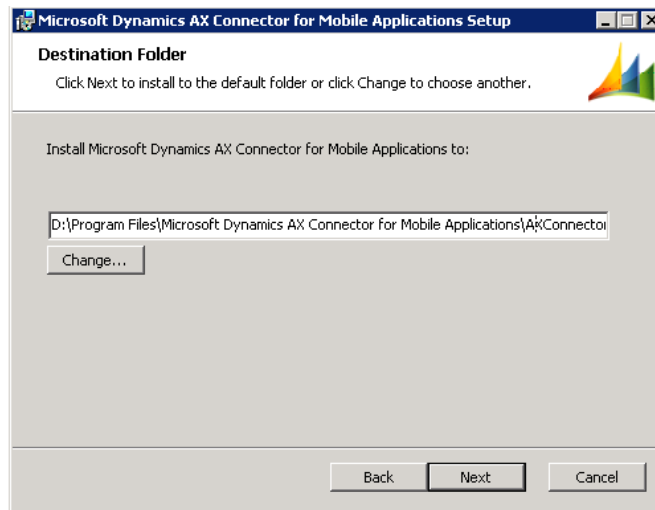 Microsoft Dynamics AX Connector for Mobile Applications Setup
Destination Folder
Click Next to install to the default folder or click Change to choose another.
Install Microsoft Dynamics AX Connector for Mobile Applications to:
D:\Program Files\Microsoft Dynamics AX Connector for Mobile Applications\AXConnector
Change...
Back Next Cancel